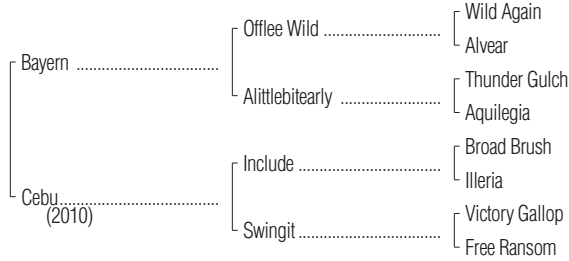 Wild Again
Offlee Wild ..............................
Alvear
Bayern ....................................
Thunder Gulch
Alittlebitearly .........................
Aquilegia
Broad Brush
Include ....................................
Illeria
Cebu........................................
(2010)
Victory Gallop
Swingit ....................................
Free Ransom